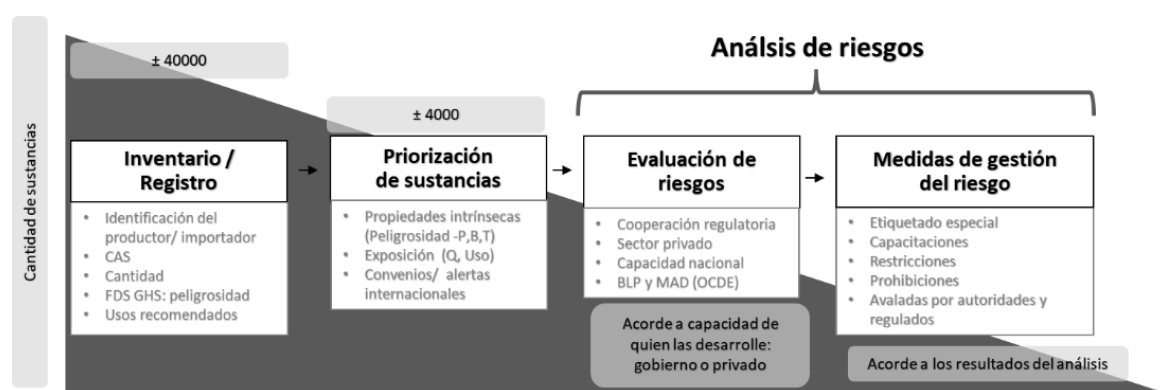 Cantidad de sustancias
± 40000
Inventario /
Registro
• Identificación del
productor/ importador
• CAS
• Cantidad
• FDS GHS: peligrosidad
• Usos recomendados
± 4000
Priorización
de sustancias
• Propiedades intrínsecas
(Peligrosidad -P,B,T)
• Exposición (Q, Uso)
• Convenios/ alertas
internacionales
Análsis de riesgos
Evaluación de
riesgos
• Cooperación regulatoria
• Sector privado
• Capacidad nacional
• BLP y MAD (OCDE)
Acorde a capacidad de
quien las desarrolle:
gobierno o privado
Medidas de gestión
del riesgo
• Etiquetado especial
• Capacitaciones
• Restricciones
• Prohibiciones
• Avaladas por autoridades y
regulados
Acorde a los resultados del análisis